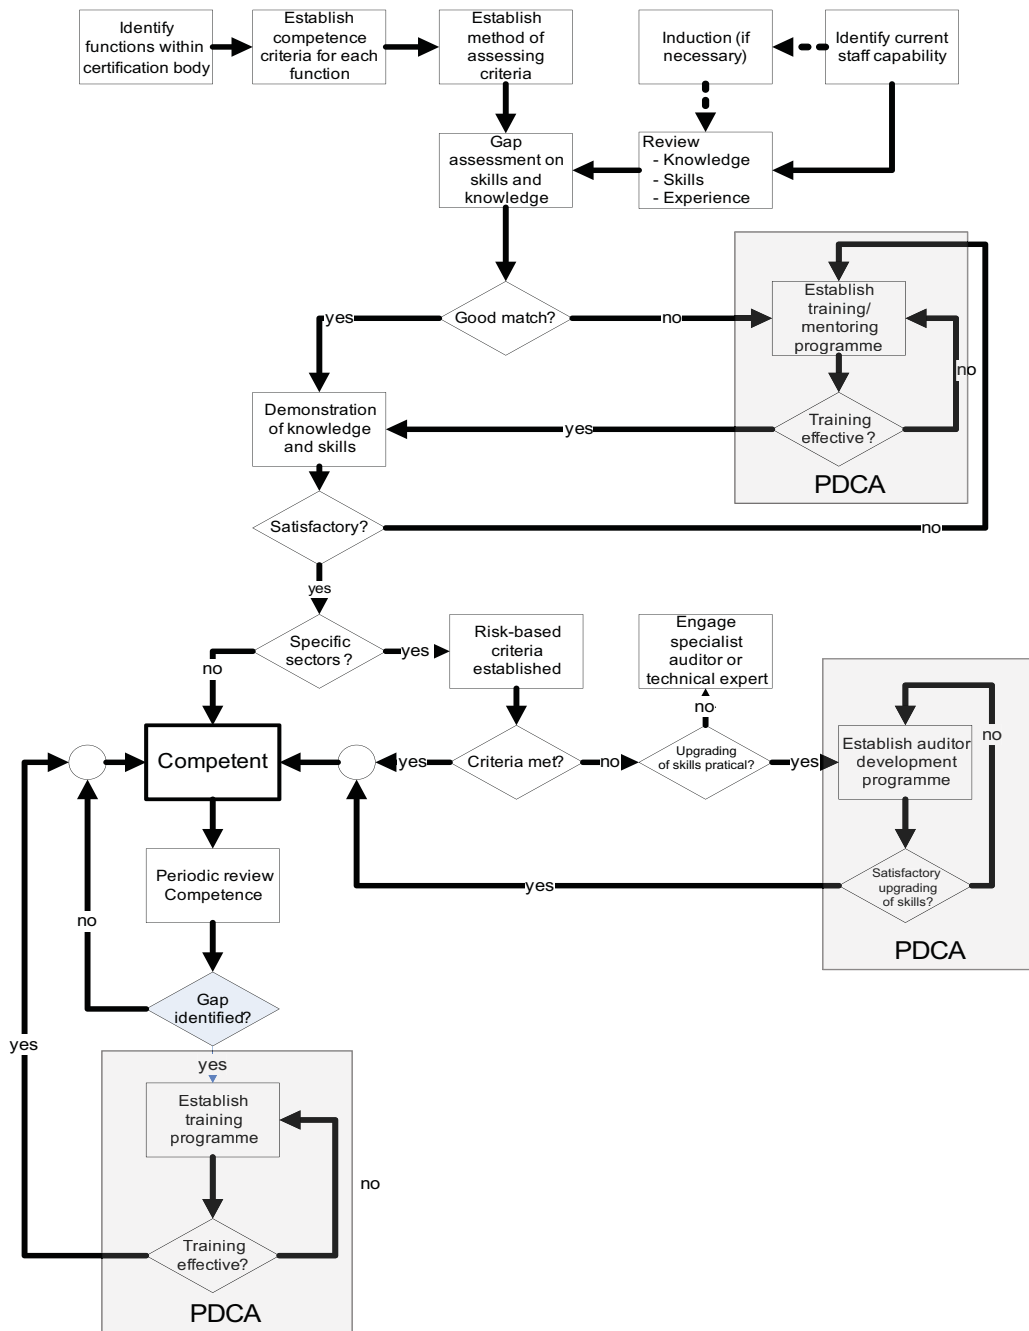 Identify
functions within
certification body
Establish
competence
criteria for each
function
Establish
method of
assessing
criteria
Induction (if
necessary)
Identify current
staff capability
Gap
assessment on
skills and
knowledge
Review
- Knowledge
- Skills
- Experience
Good match?
yes
no
Establish
training/
mentoring
programme
no
Demonstration
of knowledge
and skills
yes
Training
effective ?
PDCA
Satisfactory?
no
yes
Specific
sectors ?
yes
no
Risk-based
criteria
established
Engage
specialist
auditor or
technical expert
no
Competent
yes
Criteria met?
no
Upgrading
of skills pratical?
yes
Establish auditor
development
programme
no
Periodic review
Competence
yes
Satisfactory
upgrading
of skills?
PDCA
no
Gap
identified?
yes
yes
Establish
training
programme
no
Training
effective?
PDCA